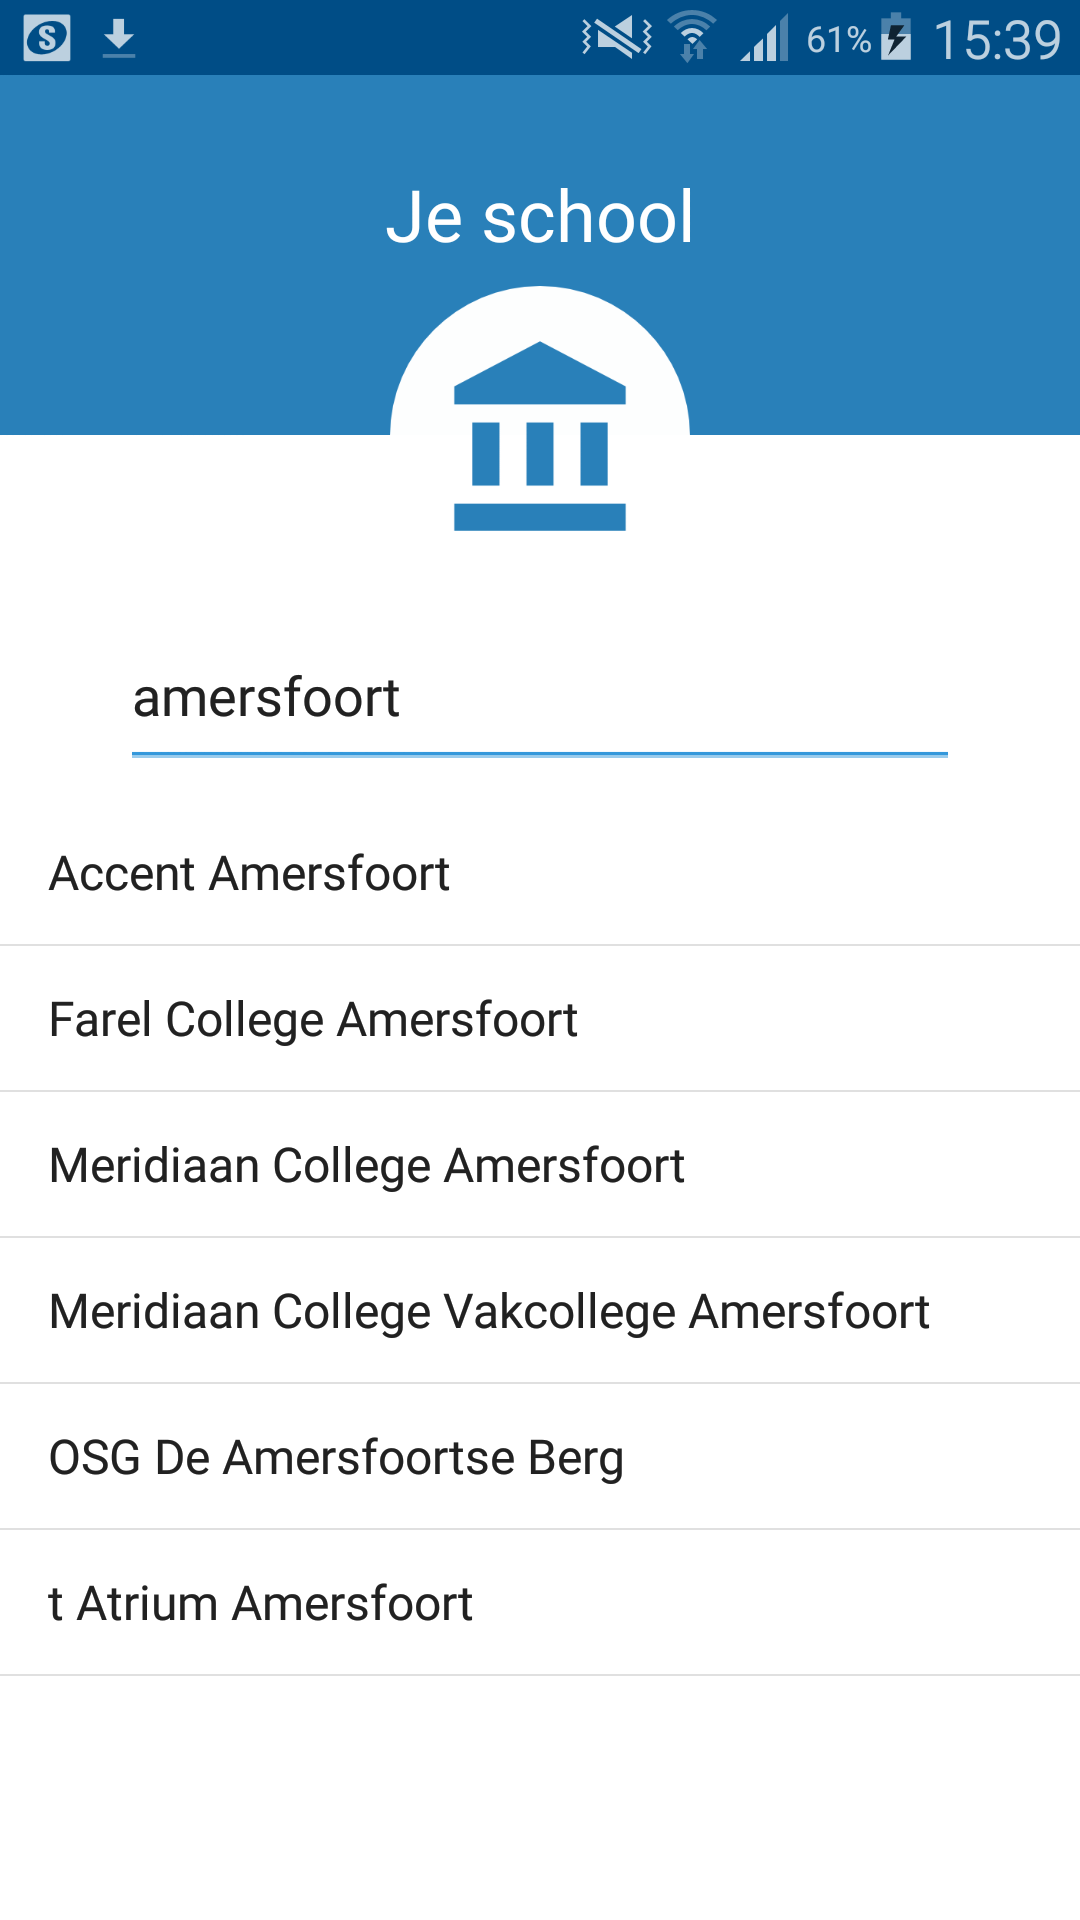 S 61% 15:39
Je school
amersfoort
Accent Amersfoort
Farel College Amersfoort
Meridiaan College Amersfoort
Meridiaan College Vakcollege Amersfoort
OSG De Amersfoortse Berg
t Atrium Amersfoort